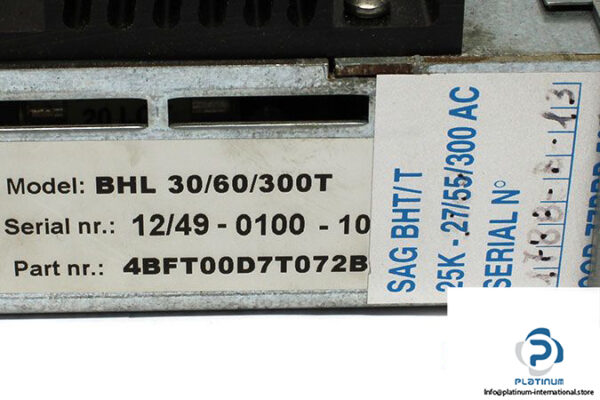 Model: BHL 30/60/300T
Serial nr.: 12/49 - 0100 - 10
Part nr.: 4BFT00D7T072B
SAG BHT/T
25K - 27/55/300 AC
SERIAL N°
PLATINUM
info@platinum-international.store